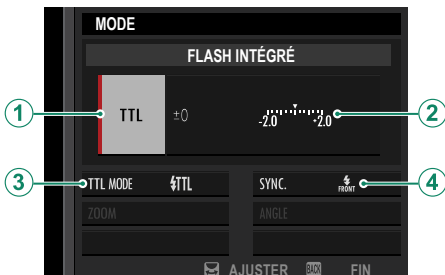 MODE
FLASH INTÉGRÉ
1 TTL ±0 -2.0 +2.0 2
3 TTL MODE TTL SYNC. FRONT 4
ZOOM ANGLE
AJUSTER BACK FIN